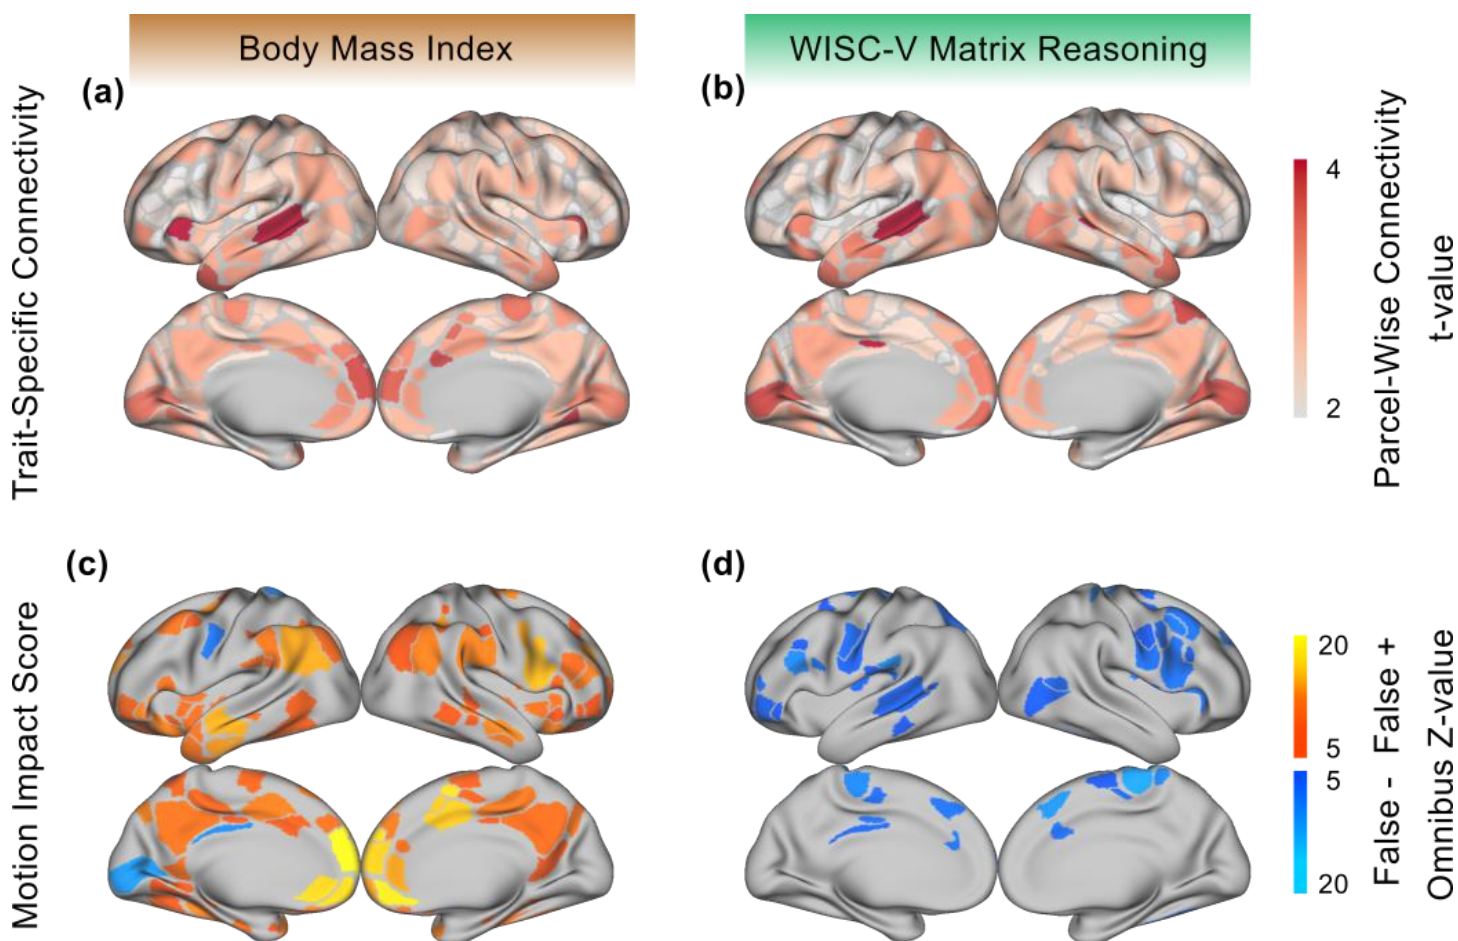 Body Mass Index
WISC-V Matrix Reasoning
(a)
(b)
Trait-Specific Connectivity
4
2
Parcel-Wise Connectivity
t-value
(c)
(d)
Motion Impact Score
20
5
5
20
False - False +
Omnibus Z-value